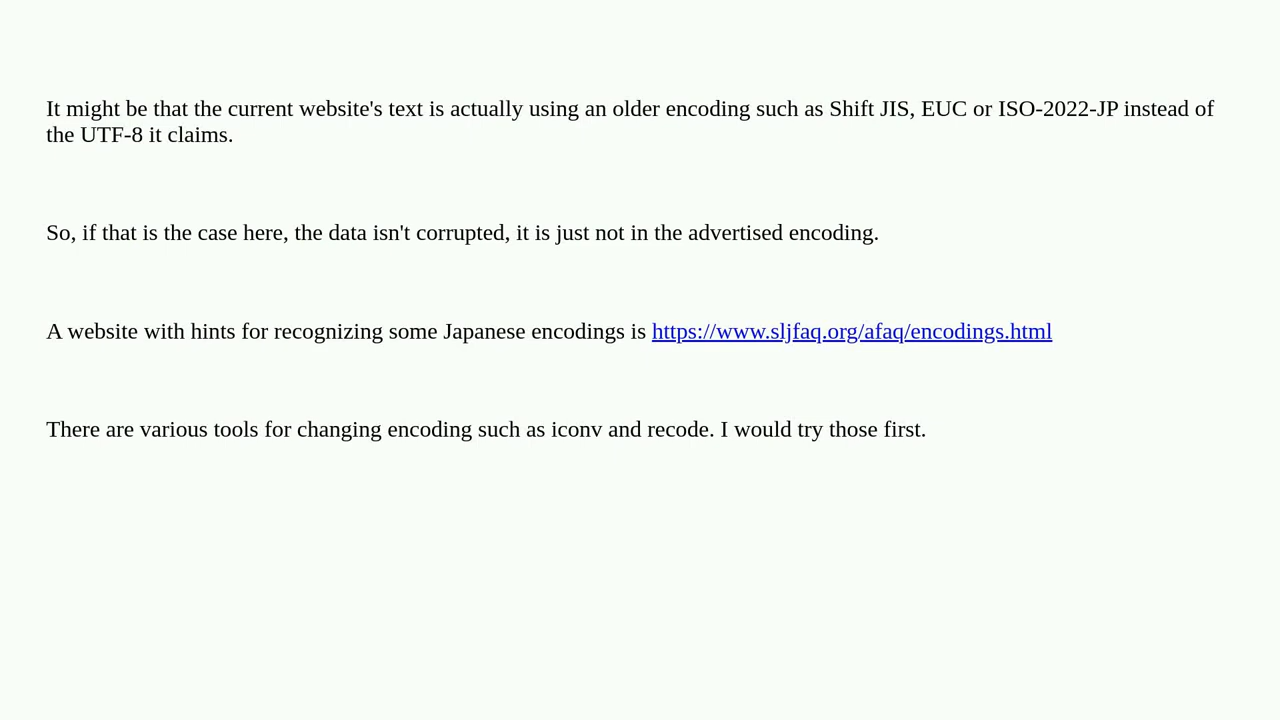 It might be that the current website's text is actually using an older encoding such as Shift JIS, EUC or ISO-2022-JP instead of
the UTF-8 it claims.
So, if that is the case here, the data isn't corrupted, it is just not in the advertised encoding.
A website with hints for recognizing some Japanese encodings is https://www.sljfaq.org/afaq/encodings.html
There are various tools for changing encoding such as iconv and recode. I would try those first.